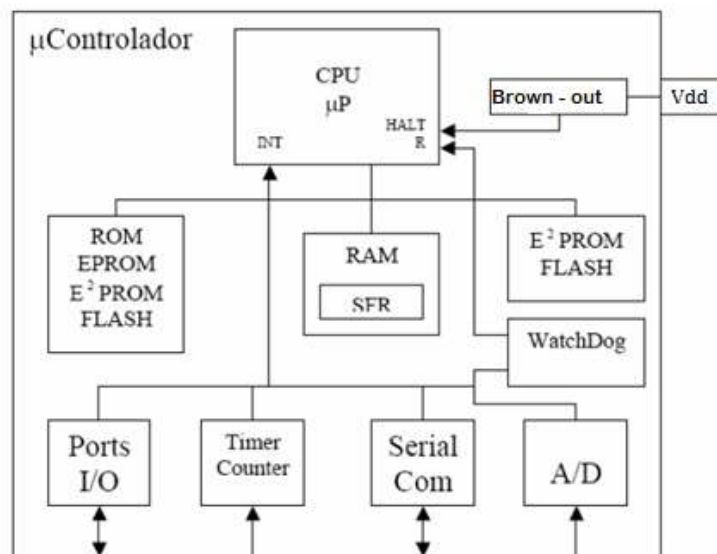 μControlador
CPU
μP
HALT
R
INT
Brown - out
Vdd
ROM
EPROM
E² PROM
FLASH
RAM
SFR
E² PROM
FLASH
WatchDog
Ports
I/O
Timer
Counter
Serial
Com
A/D